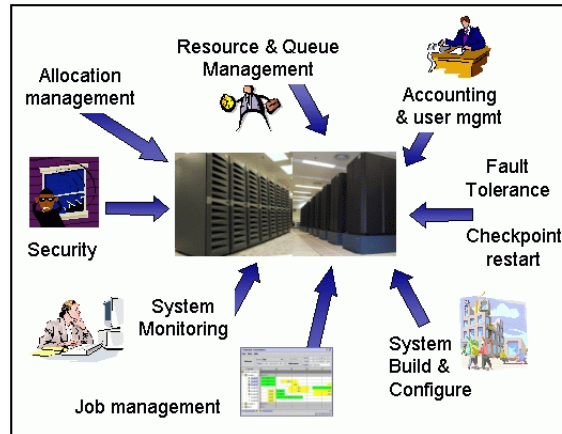 Resource & Queue
Management
Allocation
management
Accounting
& user mgmt
Fault
Tolerance
Checkpoint
restart
Security
System
Monitoring
System
Build &
Configure
Job management